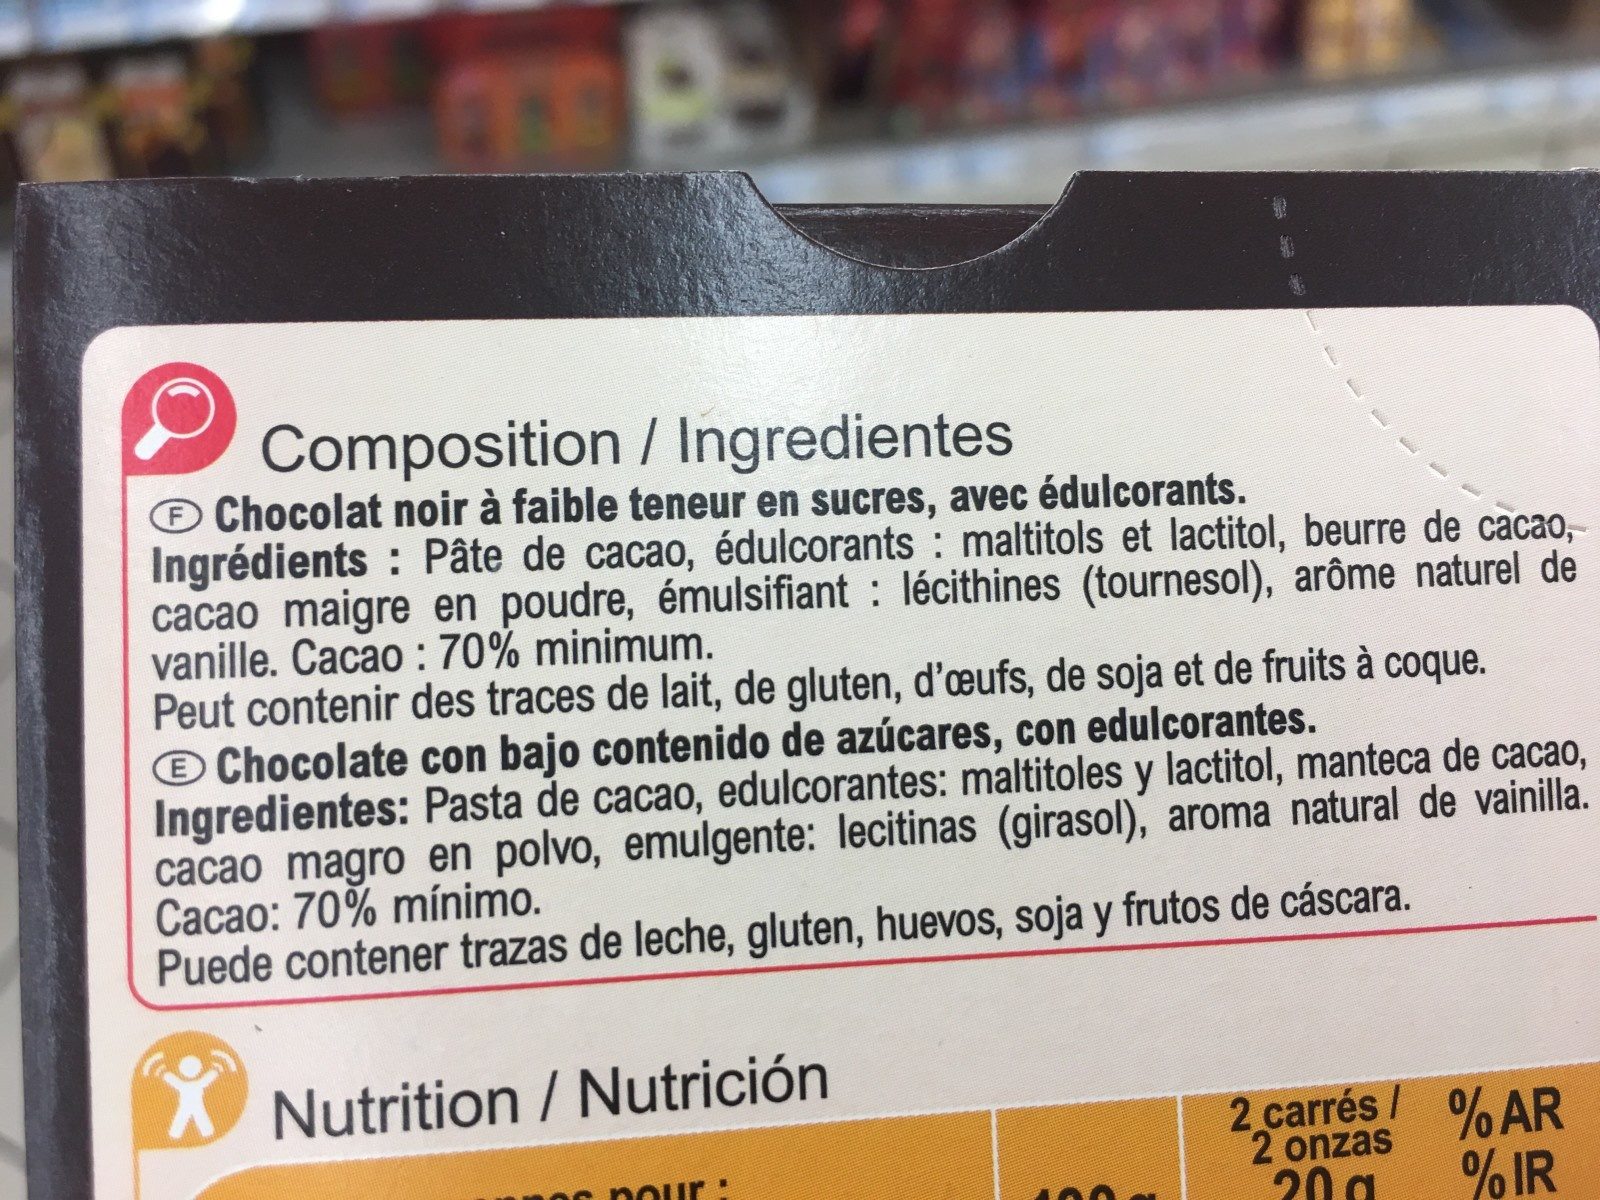 Composition / Ingredientes
F Chocolat noir à faible teneur en sucres, avec édulcorants.
Ingrédients : Pâte de cacao, édulcorants : maltitols et lactitol, beurre de cacao,
cacao maigre en poudre, émulsifiant : lécithines (tournesol), arôme naturel de
vanille. Cacao : 70% minimum.
Peut contenir des traces de lait, de gluten, d'œufs, de soja et de fruits à coque.
E Chocolate con bajo contenido de azúcares, con edulcorantes.
Ingredientes: Pasta de cacao, edulcorantes: maltitoles y lactitol, manteca de cacao,
cacao magro en polvo, emulgente: lecitinas (girasol), aroma natural de vainilla.
Cacao: 70% mínimo.
Puede contener trazas de leche, gluten, huevos, soja y frutos de cáscara.
Nutrition / Nutrición
2 carrés /
2 onzas
20 g
%AR
%IR
pour :
100 g